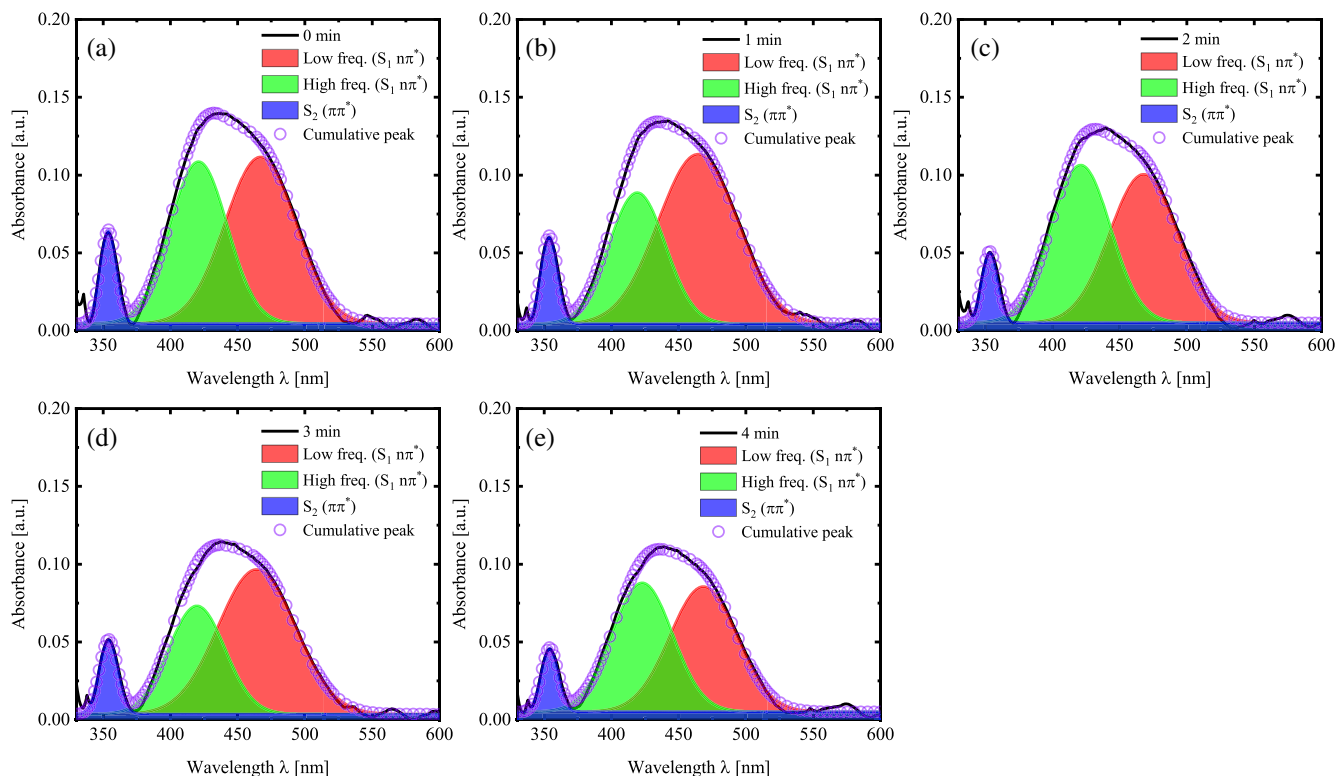 (a)
0 min
Low freq. (S1 nπ*)
High freq. (S1 nπ*)
S2 (ππ*)
Cumulative peak
0.20
0.15
0.10
0.05
0.00
Absorbance [a.u.]
350 400 450 500 550 600
Wavelength λ [nm]
(b)
1 min
Low freq. (S1 nπ*)
High freq. (S1 nπ*)
S2 (ππ*)
Cumulative peak
0.20
0.15
0.10
0.05
0.00
Absorbance [a.u.]
350 400 450 500 550 600
Wavelength λ [nm]
(c)
2 min
Low freq. (S1 nπ*)
High freq. (S1 nπ*)
S2 (ππ*)
Cumulative peak
0.20
0.15
0.10
0.05
0.00
Absorbance [a.u.]
350 400 450 500 550 600
Wavelength λ [nm]
(d)
3 min
Low freq. (S1 nπ*)
High freq. (S1 nπ*)
S2 (ππ*)
Cumulative peak
0.20
0.15
0.10
0.05
0.00
Absorbance [a.u.]
350 400 450 500 550 600
Wavelength λ [nm]
(e)
4 min
Low freq. (S1 nπ*)
High freq. (S1 nπ*)
S2 (ππ*)
Cumulative peak
0.20
0.15
0.10
0.05
0.00
Absorbance [a.u.]
350 400 450 500 550 600
Wavelength λ [nm]